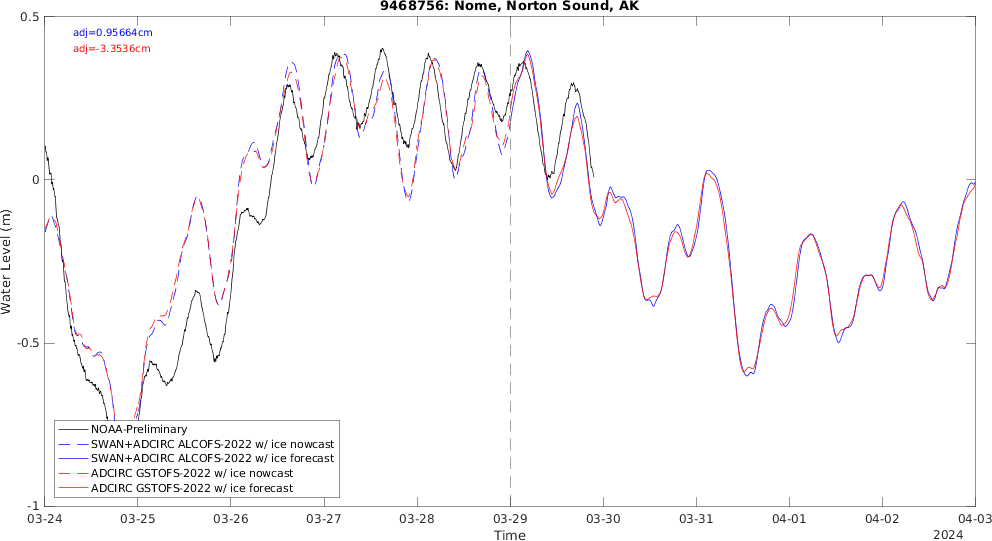 9468756: Nome, Norton Sound, AK
0.5
adj=0.95664cm
adj=-3.3536cm
0
Water Level (m)
-0.5
NOAA-Preliminary
SWAN+ADCIRC ALCOFS-2022 w/ ice nowcast
SWAN+ADCIRC ALCOFS-2022 w/ ice forecast
ADCIRC GSTOFS-2022 w/ ice nowcast
ADCIRC GSTOFS-2022 w/ ice forecast
-1
03-24 03-25 03-26 03-27 03-28 03-29 03-30 03-31 04-01 04-02 04-03
Time
2024